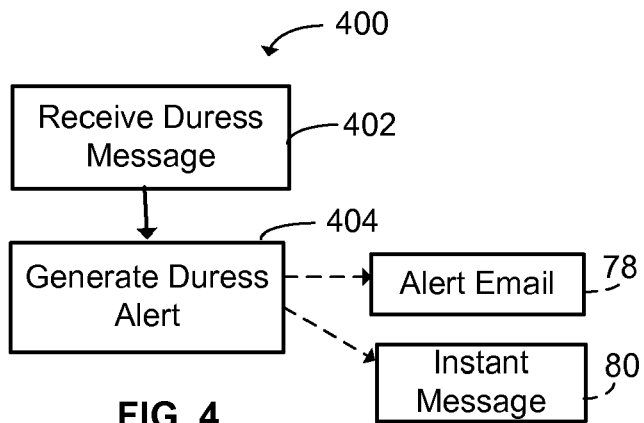 400
Receive Duress
Message
402
404
Generate Duress
Alert
Alert Email
78
Instant
Message
80
FIG. 4